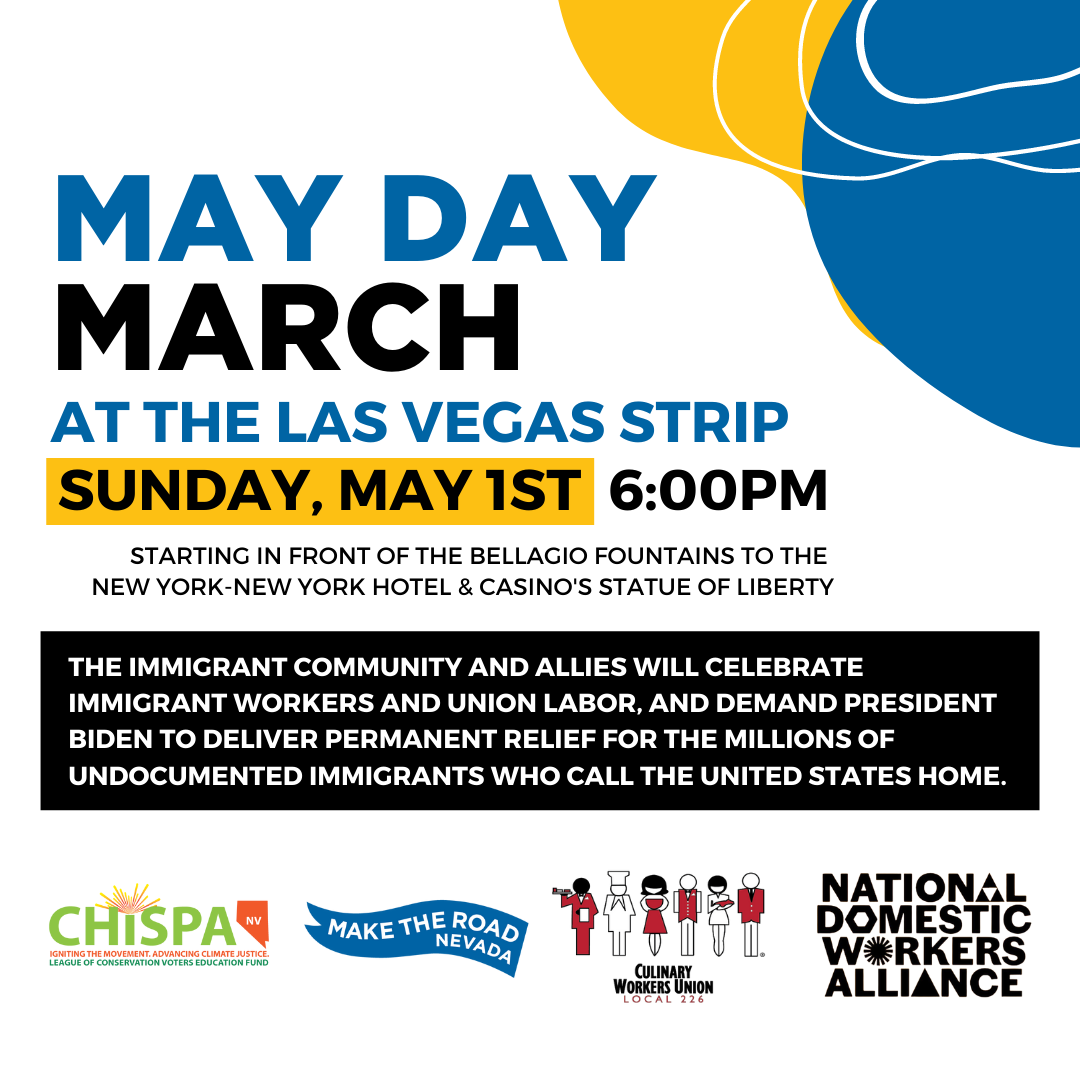 MAY DAY
MARCH
AT THE LAS VEGAS STRIP
SUNDAY, MAY 1ST 6:00PM
STARTING IN FRONT OF THE BELLAGIO FOUNTAINS TO THE
NEW YORK-NEW YORK HOTEL & CASINO'S STATUE OF LIBERTY
THE IMMIGRANT COMMUNITY AND ALLIES WILL CELEBRATE
IMMIGRANT WORKERS AND UNION LABOR, AND DEMAND PRESIDENT
BIDEN TO DELIVER PERMANENT RELIEF FOR THE MILLIONS OF
UNDOCUMENTED IMMIGRANTS WHO CALL THE UNITED STATES HOME.
CHISPA NV
IGNITING THE MOVEMENT. ADVANCING CLIMATE JUSTICE.
LEAGUE OF CONSERVATION VOTERS EDUCATION FUND
MAKE THE ROAD
NEVADA
®
CULINARY
WORKERS UNION
LOCAL 226
NATIONAL
DOMESTIC
WORKERS
ALLIANCE